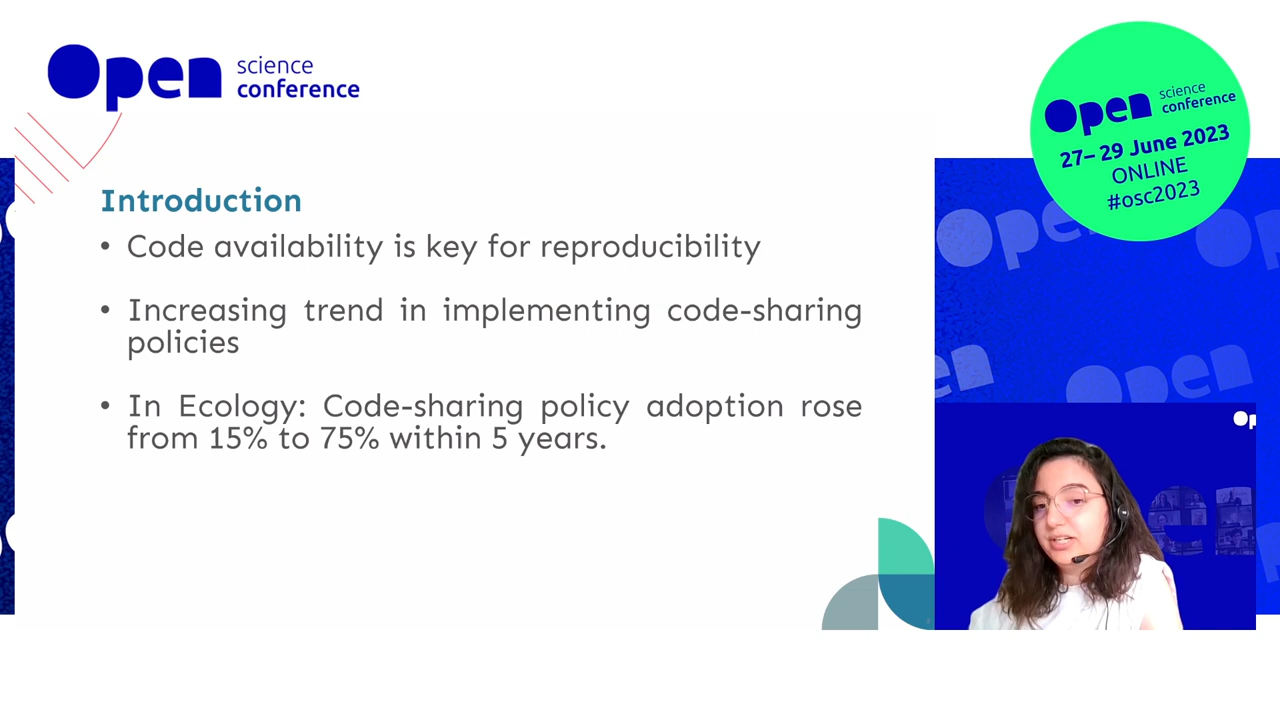 Open science
conference
Open science
conference
27– 29 June 2023
ONLINE
#osc2023
Introduction
• Code availability is key for reproducibility
• Increasing trend in implementing code-sharing
policies
• In Ecology: Code-sharing policy adoption rose
from 15% to 75% within 5 years.
Open
Open